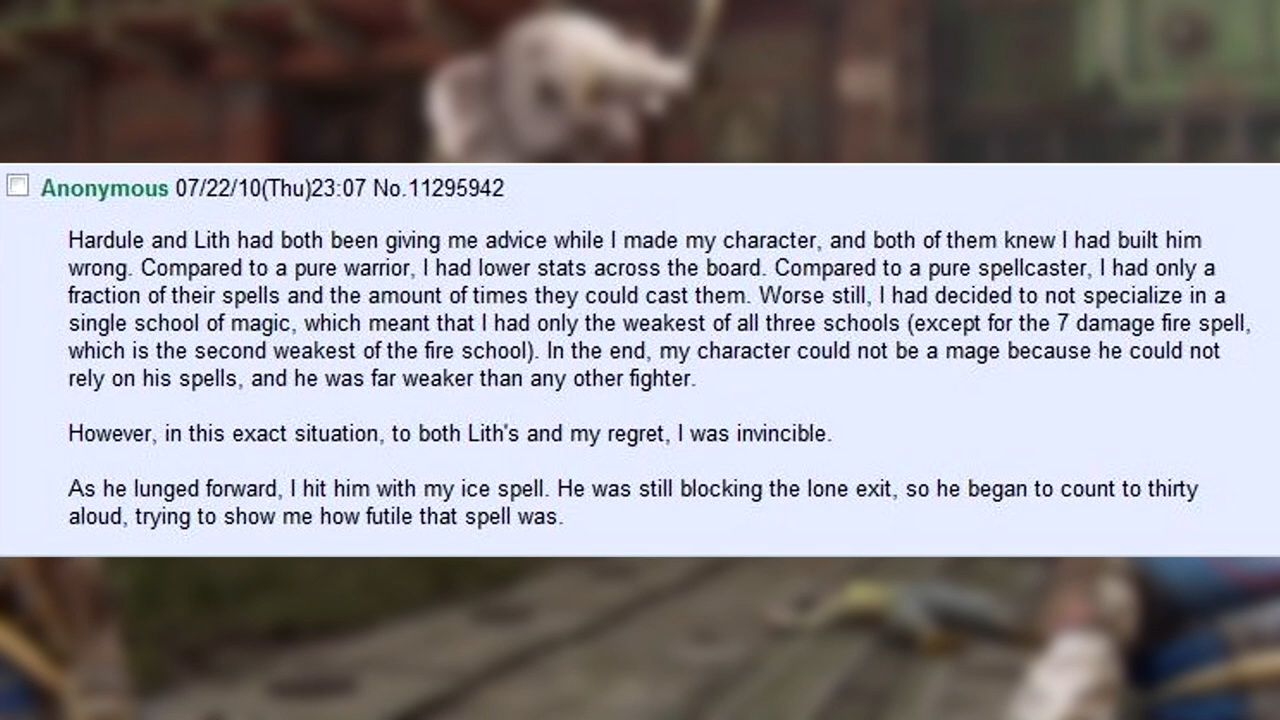 Anonymous 07/22/10(Thu)23:07 No.11295942
Hardule and Lith had both been giving me advice while I made my character, and both of them knew I had built him
wrong. Compared to a pure warrior, I had lower stats across the board. Compared to a pure spellcaster, I had only a
fraction of their spells and the amount of times they could cast them. Worse still, I had decided to not specialize in a
single school of magic, which meant that I had only the weakest of all three schools (except for the 7 damage fire spell,
which is the second weakest of the fire school). In the end, my character could not be a mage because he could not
rely on his spells, and he was far weaker than any other fighter.
However, in this exact situation, to both Lith's and my regret, I was invincible.
As he lunged forward, I hit him with my ice spell. He was still blocking the lone exit, so he began to count to thirty
aloud, trying to show me how futile that spell was.